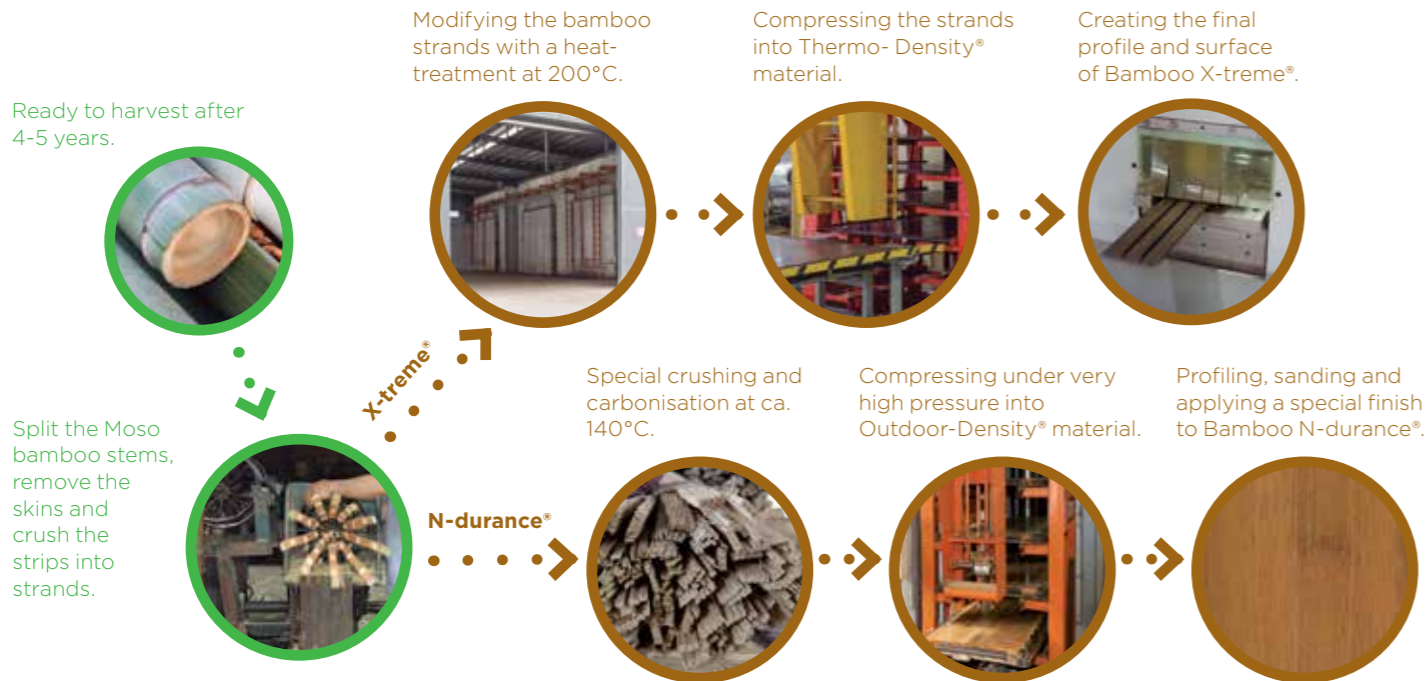 Ready to harvest after
4-5 years.
Split the Moso
bamboo stems,
remove the
skins and
crush the
strips into
strands.
X-treme®
Modifying the bamboo
strands with a heat-
treatment at 200°C.
Compressing the strands
into Thermo- Density®
material.
Creating the final
profile and surface
of Bamboo X-treme®.
N-durance®
Special crushing and
carbonisation at ca.
140°C.
Compressing under very
high pressure into
Outdoor-Density® material.
Profiling, sanding and
applying a special finish
to Bamboo N-durance®.